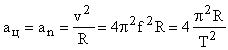 aц = an = v²/R = 4π²f²R = 4 π²R/T²